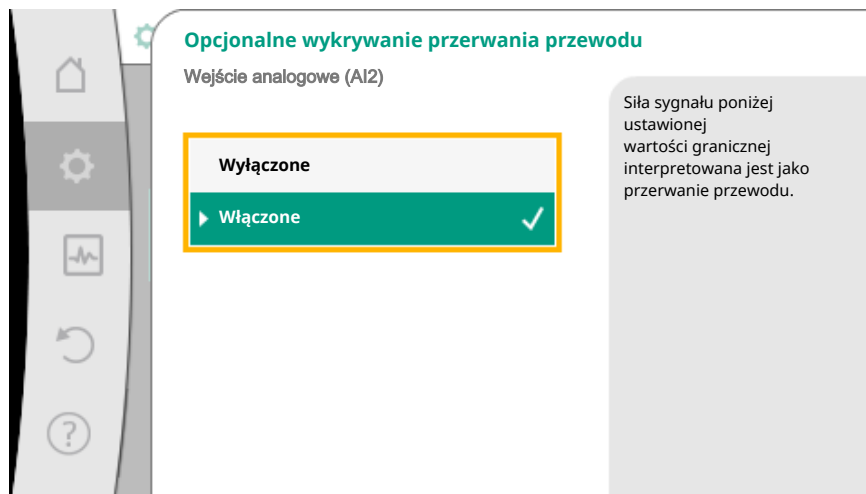 Opcjonalne wykrywanie przerwania przewodu
Wejście analogowe (AI2)
Wyłączone
Włączone
Siła sygnału poniżej
ustawionej
wartości granicznej
interpretowana jest jako
przerwanie przewodu.
?